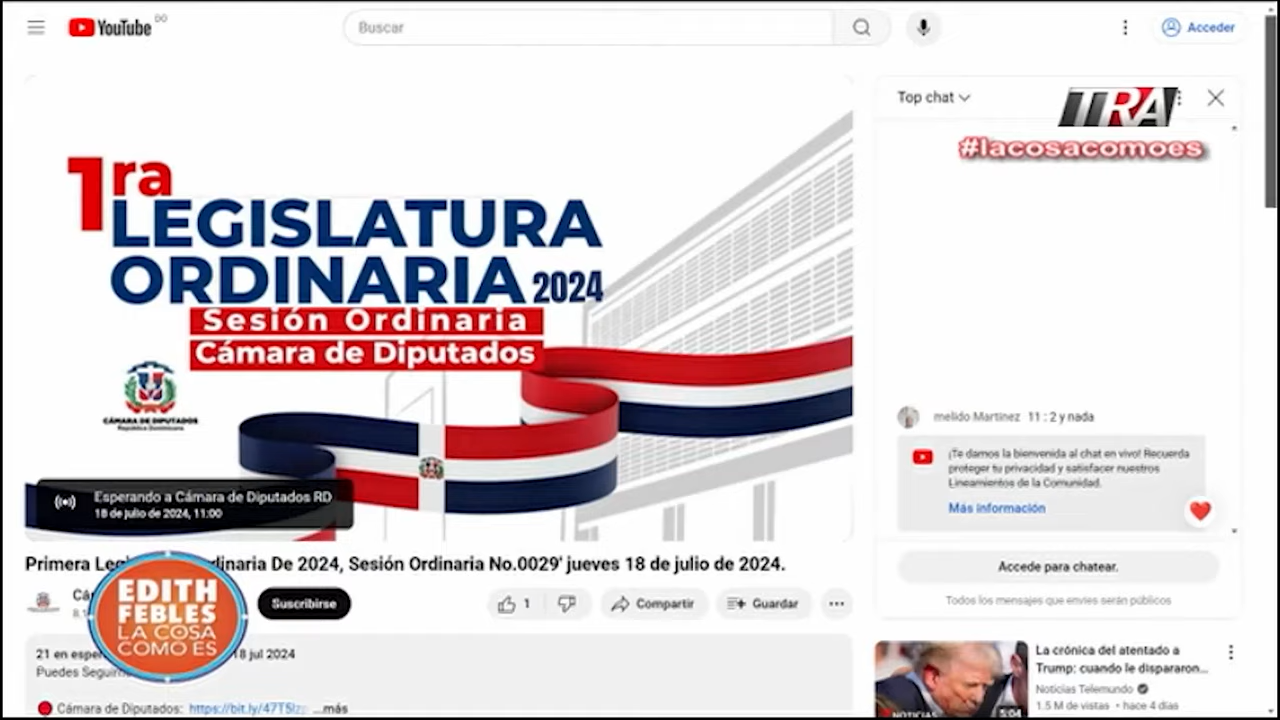 YouTube DO
Buscar
Acceder
1ra
LEGISLATURA
ORDINARIA 2024
Sesión Ordinaria
Cámara de Diputados
CÁMARA DE DIPUTADOS
República Dominicana
Esperando a Cámara de Diputados RD
18 de julio de 2024, 11:00
Top chat
TRA
#lacosacomoes
melido Martinez 11 : 2 y nada
¡Te damos la bienvenida al chat en vivo! Recuerda
proteger tu privacidad y satisfacer nuestros
Lineamientos de la Comunidad.
Más información
Accede para chatear.
Todos los mensajes que envíes serán públicos
Primera Leg dinaria De 2024, Sesión Ordinaria No.0029' jueves 18 de julio de 2024.
Suscribirse
1
Compartir
Guardar
EDITH
FEBLES
LA COSA
COMO ES
21 en esper 18 jul 2024
Puedes Seguirn
Cámara de Diputados: https://bit.ly/47T5lz ...más
La crónica del atentado a
Trump: cuando le dispararon...
Noticias Telemundo
1.5 M de vistas • hace 4 días
NOTICIAS
5:04